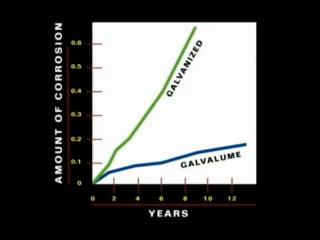 AMOUNT OF CORROSION
0.6
0.5
0.4
0.3
0.2
0.1
0
GALVANIZED
GALVALUME
0 2 4 6 8 10 12
YEARS